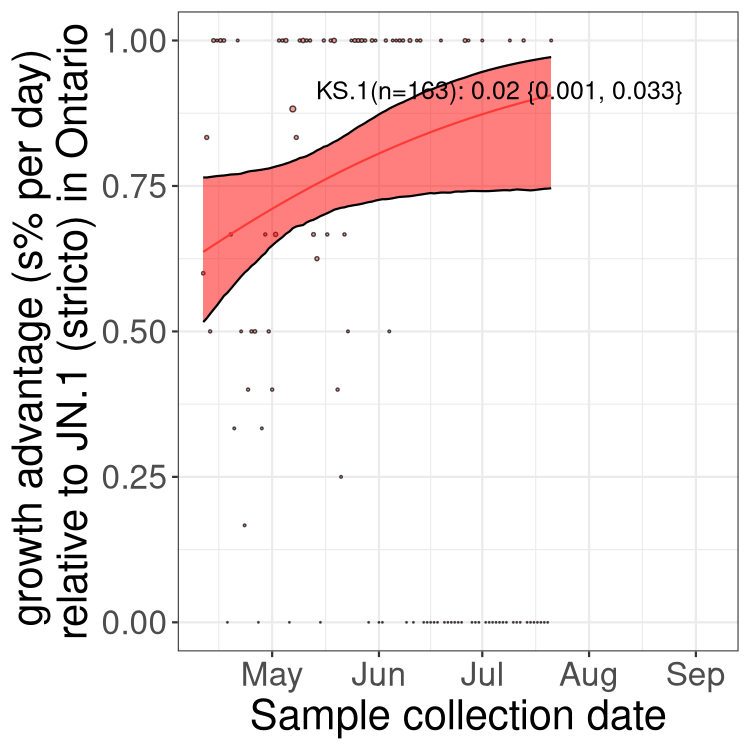 growth advantage (s% per day)
relative to JN.1 (stricto) in Ontario
1.00
0.75
0.50
0.25
0.00
KS.1(n=163): 0.02 {0.001, 0.033}
May Jun Jul Aug Sep
Sample collection date